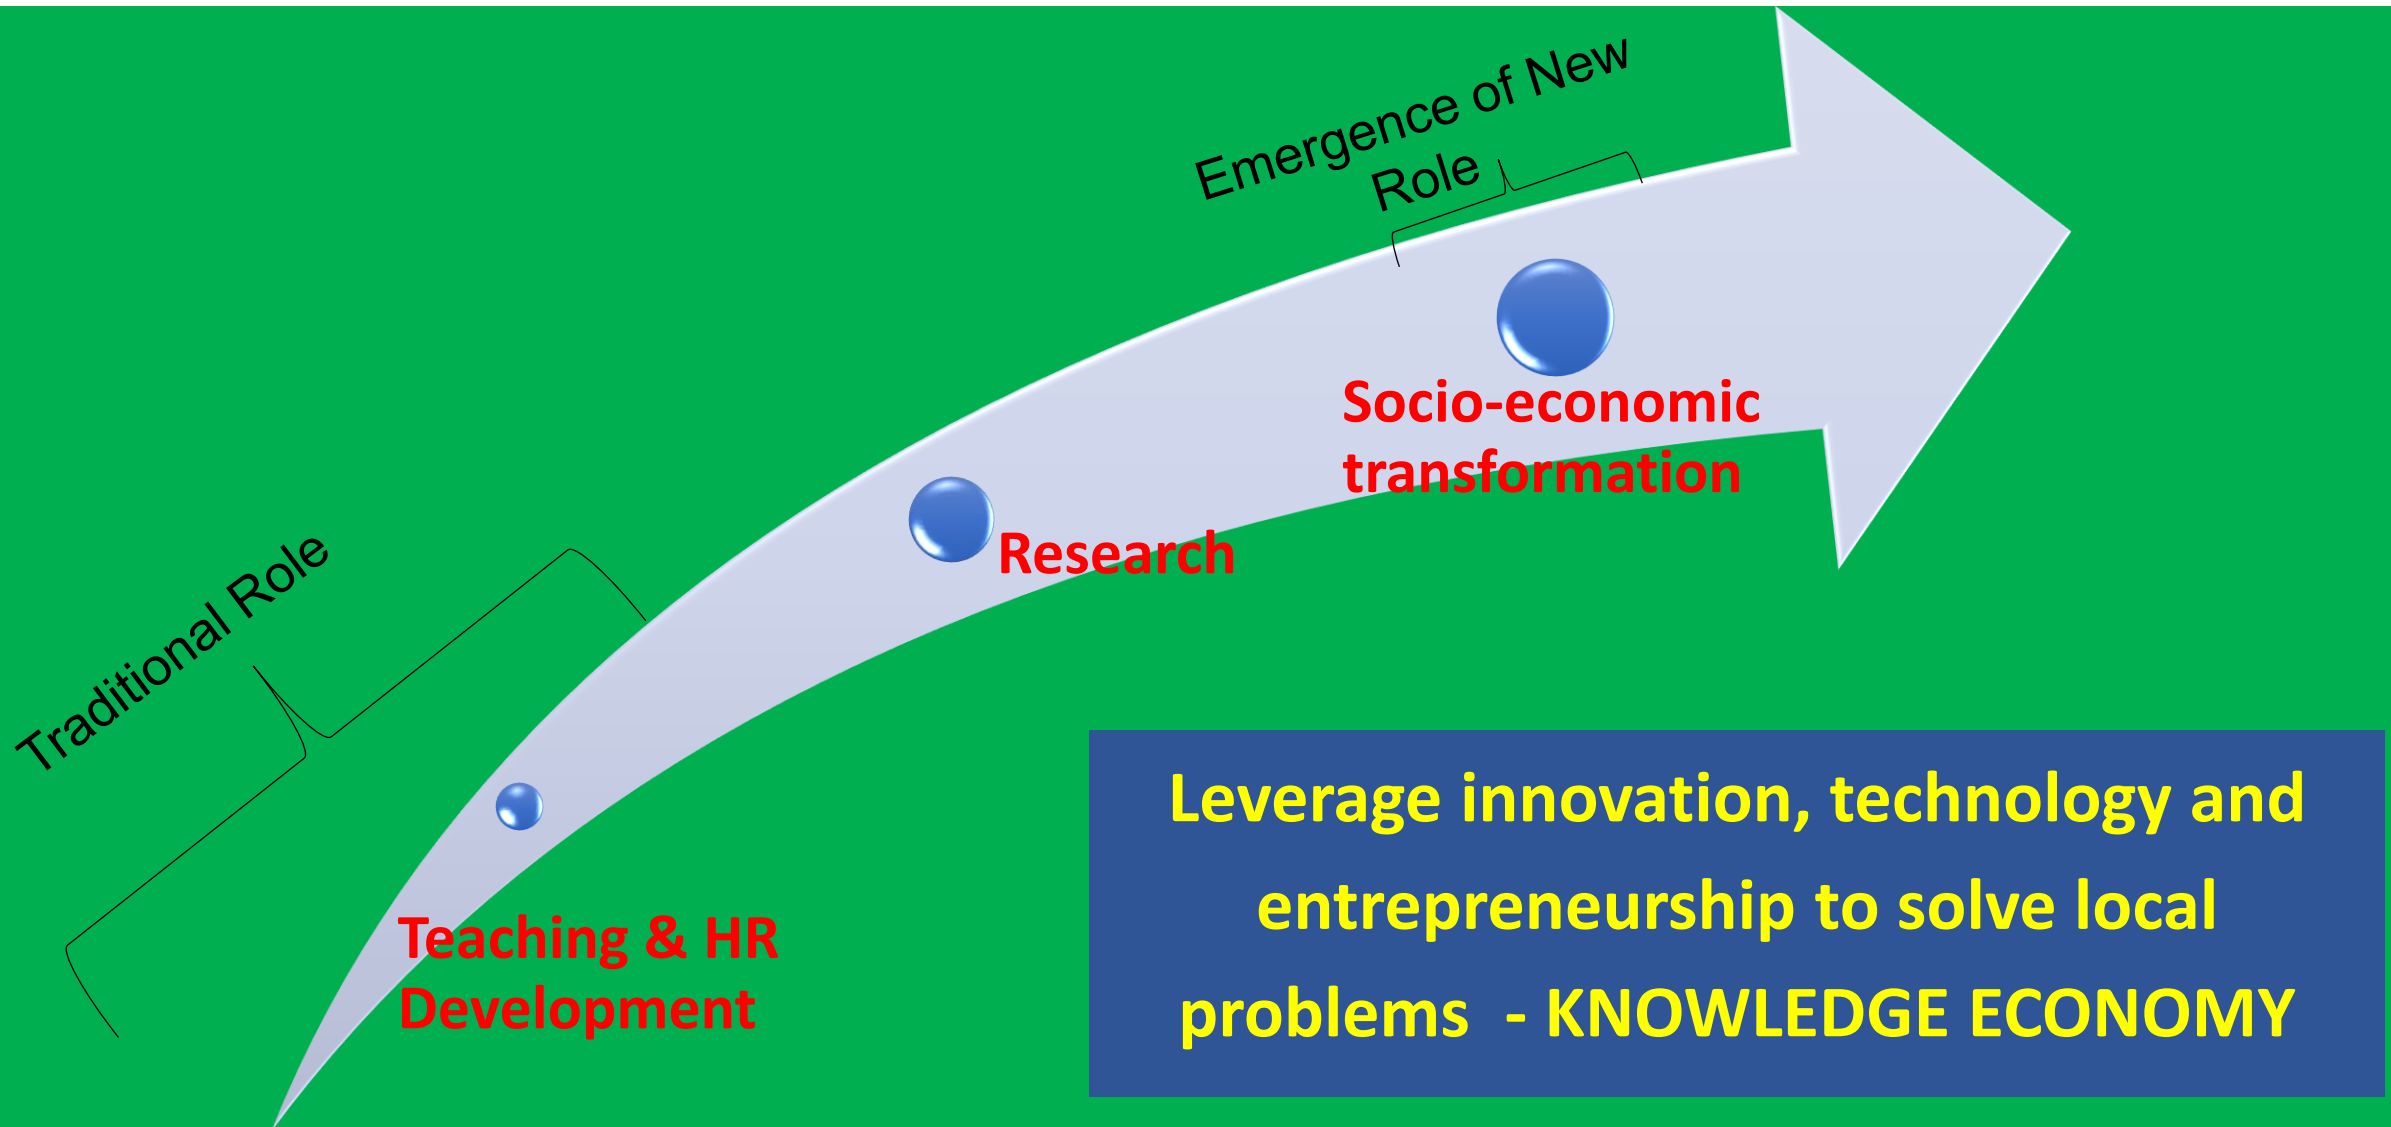 Emergence of New
Role
Socio-economic
transformation
Research
Traditional Role
Teaching & HR
Development
Leverage innovation, technology and
entrepreneurship to solve local
problems  - KNOWLEDGE ECONOMY